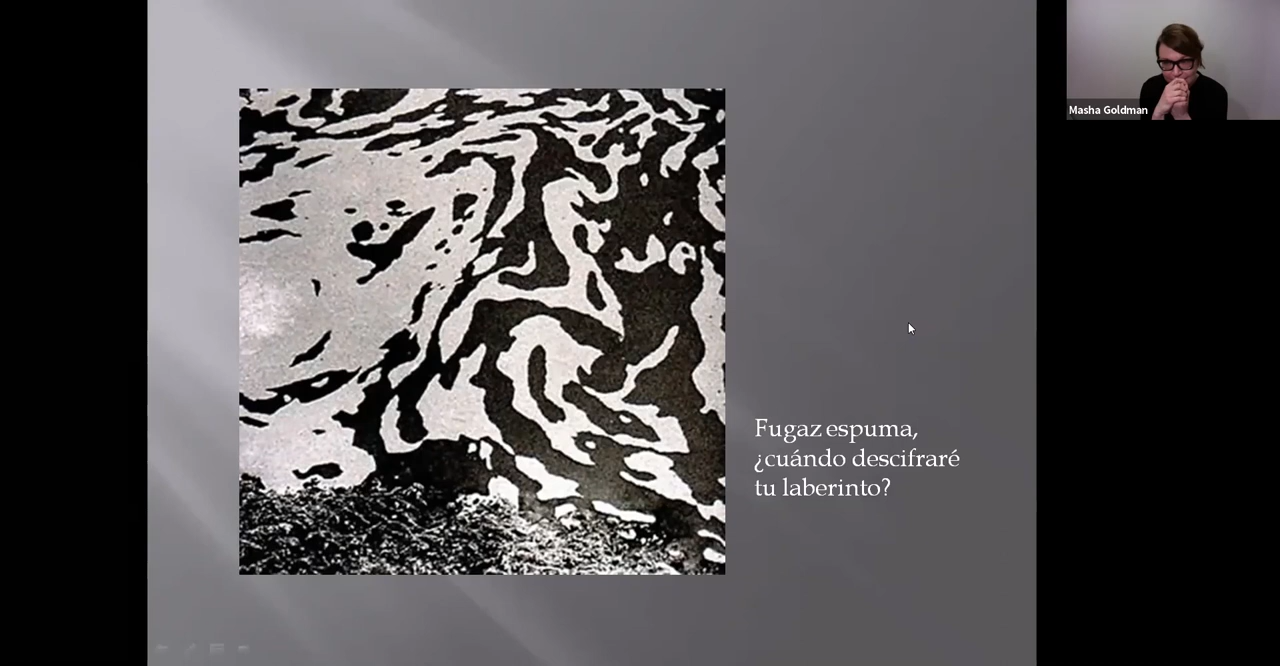 Masha Goldman
Fugaz espuma,
¿cuándo descifraré
tu laberinto?